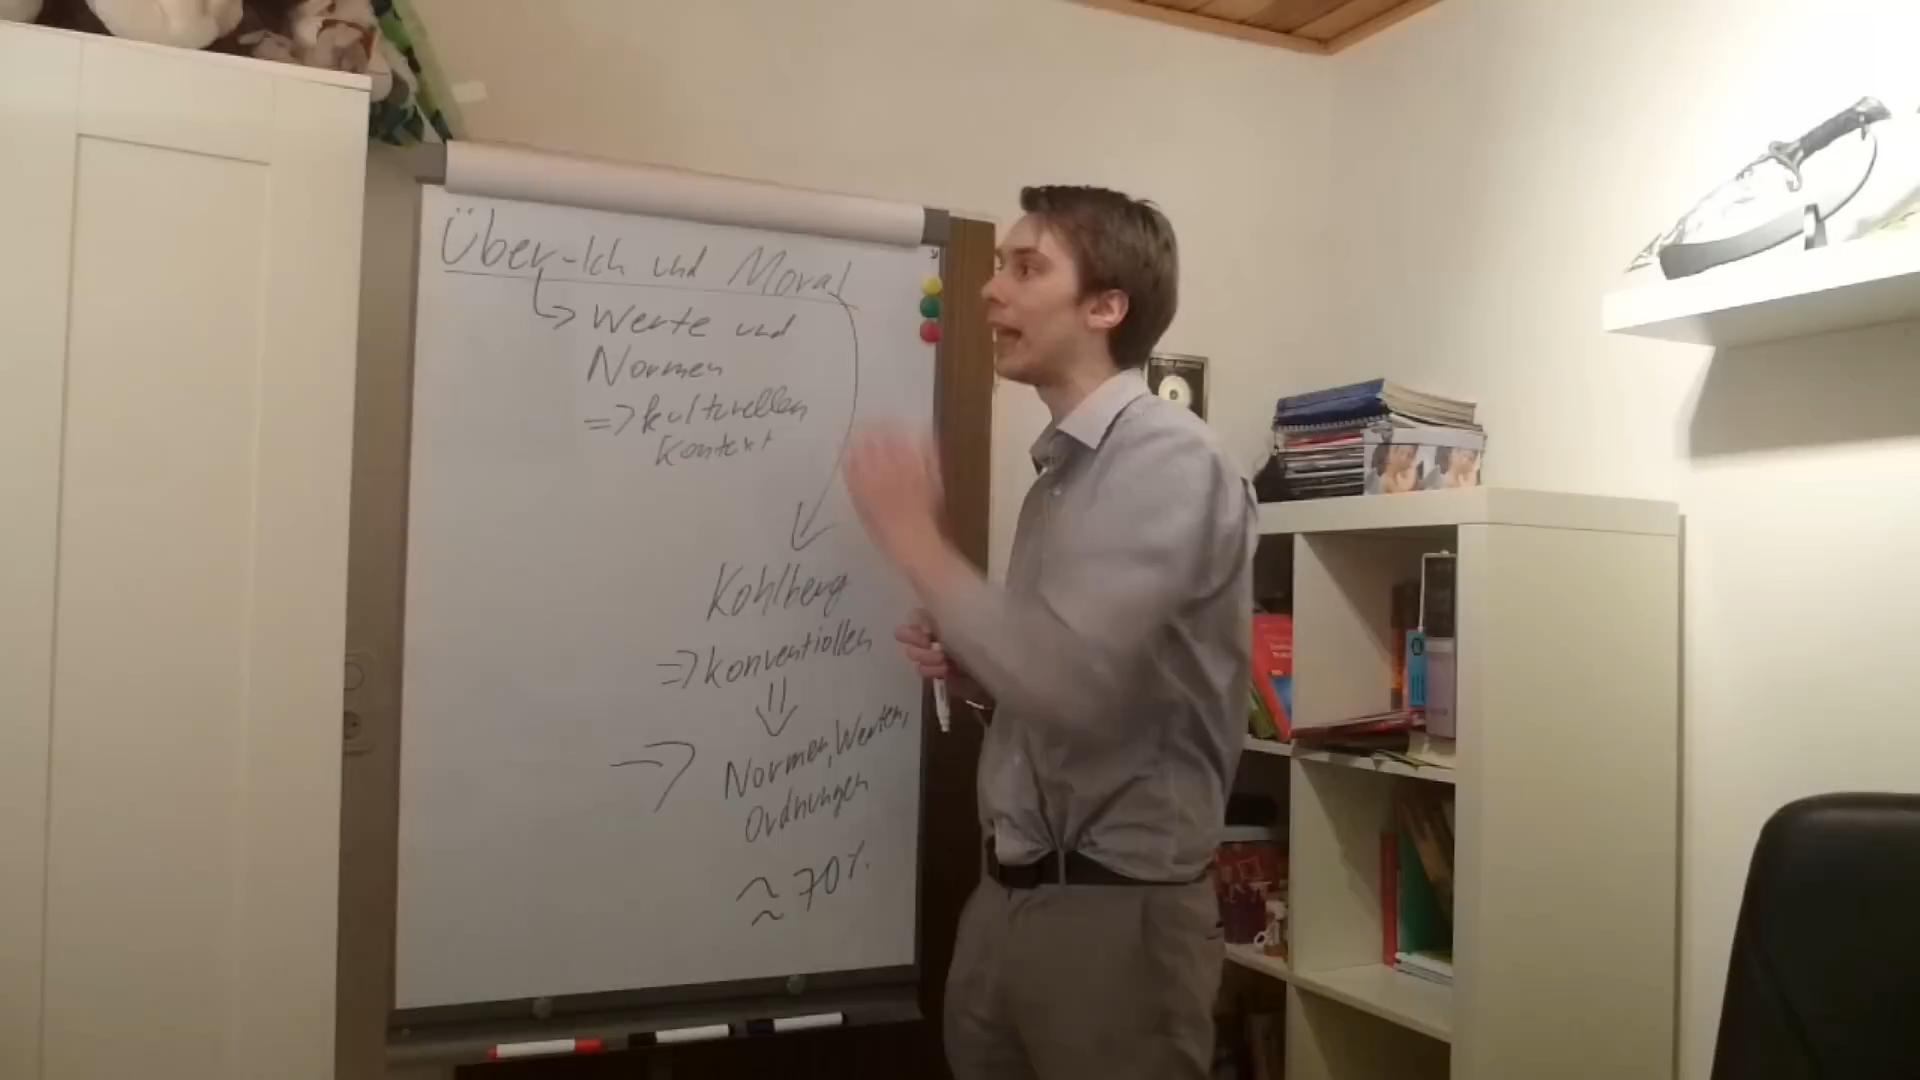 Über-Ich und Moral
↳ Werte und
Normen
=> kulturellen
Kontext
Kohlberg
=> konventiollen
Normen, Werten,
Ordnungen
≈ 70%